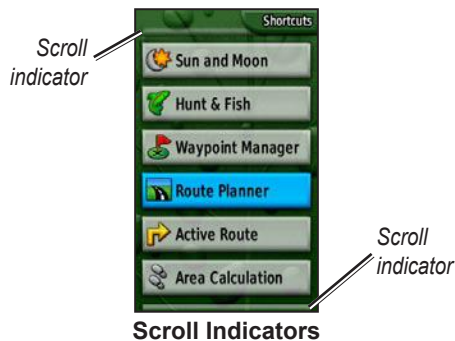 Shortcuts
Scroll
indicator
Sun and Moon
Hunt & Fish
Waypoint Manager
Route Planner
Active Route
Scroll
indicator
Area Calculation
Scroll Indicators